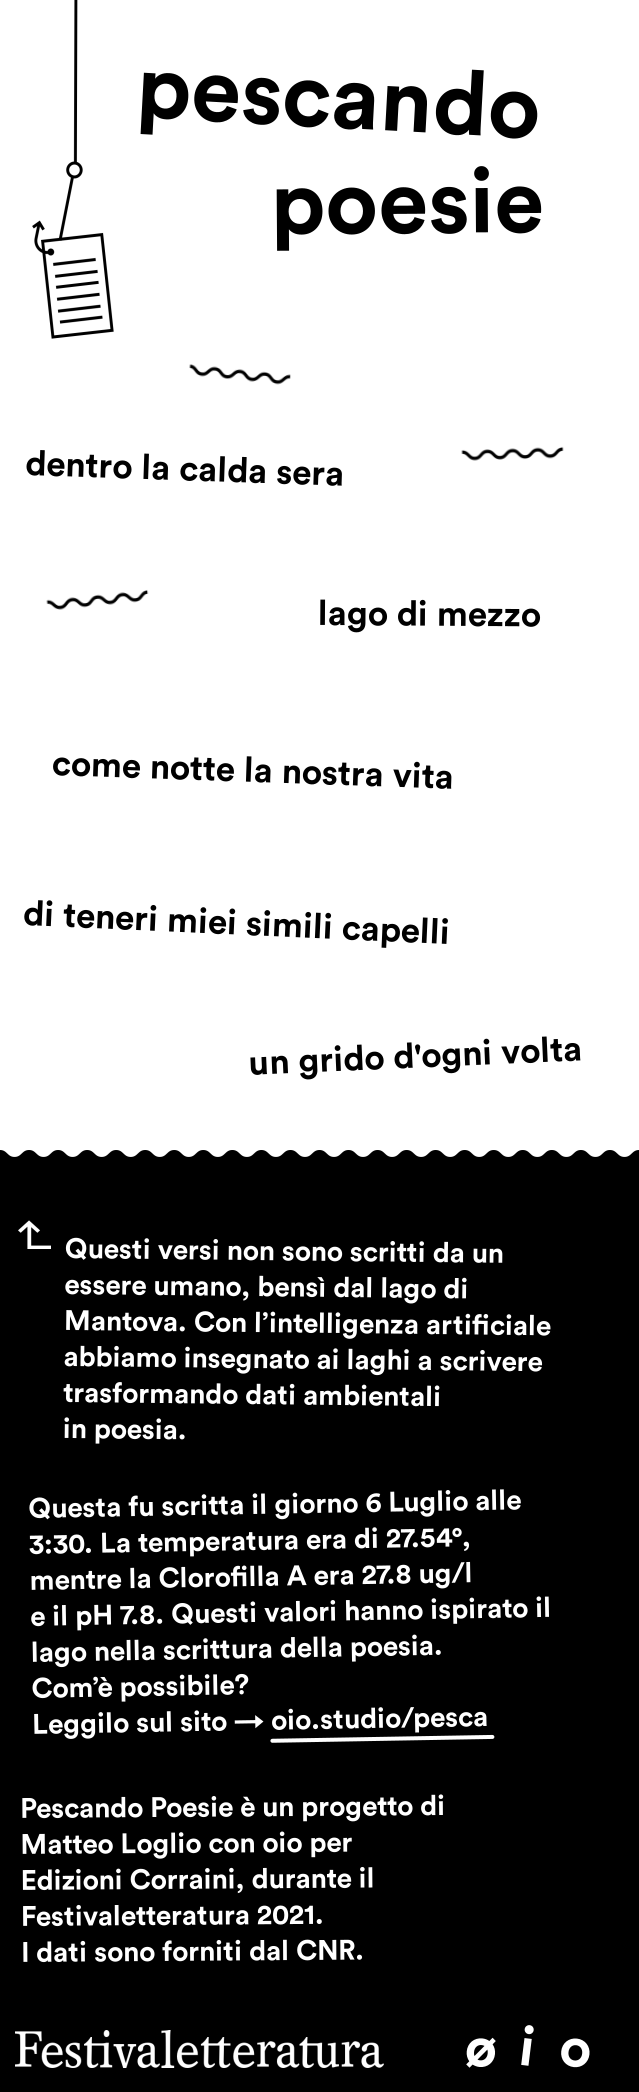 pescando
poesie
dentro la calda sera
lago di mezzo
come notte la nostra vita
di teneri miei simili capelli
un grido d'ogni volta
Questi versi non sono scritti da un
essere umano, bensì dal lago di
Mantova. Con l’intelligenza artificiale
abbiamo insegnato ai laghi a scrivere
trasformando dati ambientali
in poesia.
Questa fu scritta il giorno 6 Luglio alle
3:30. La temperatura era di 27.54°,
mentre la Clorofilla A era 27.8 ug/l
e il pH 7.8. Questi valori hanno ispirato il
lago nella scrittura della poesia.
Com’è possibile?
Leggilo sul sito → oio.studio/pesca
Pescando Poesie è un progetto di
Matteo Loglio con oio per
Edizioni Corraini, durante il
Festivaletteratura 2021.
I dati sono forniti dal CNR.
Festivaletteratura øio